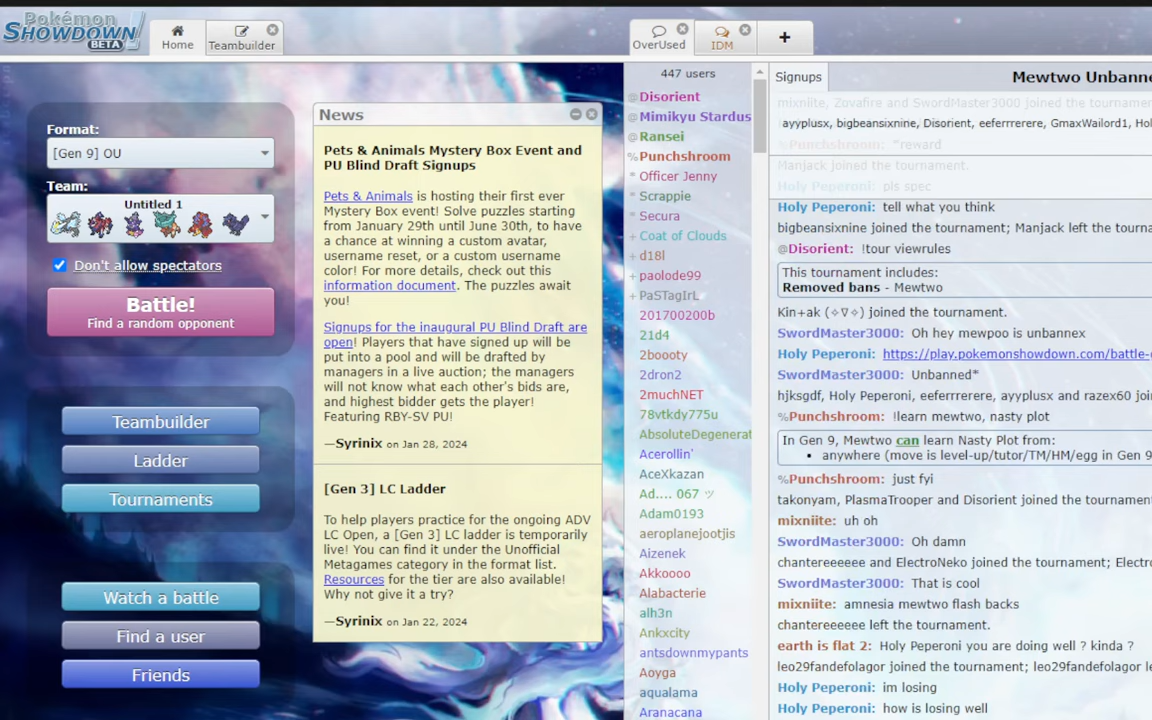 Pokémon
SHOWDOWN!
BETA
Home
Teambuilder
OverUsed
IDM
+
Format:
[Gen 9] OU
Team:
Untitled 1
Don't allow spectators
Battle!
Find a random opponent
Teambuilder
Ladder
Tournaments
Watch a battle
Find a user
Friends
News
Pets & Animals Mystery Box Event and
PU Blind Draft Signups
Pets & Animals is hosting their first ever
Mystery Box event! Solve puzzles starting
from January 29th until June 30th, to have
a chance at winning a custom avatar,
username reset, or a custom username
color! For more details, check out this
information document. The puzzles await
you!
Signups for the inaugural PU Blind Draft are
open! Players that have signed up will be
put into a pool and will be drafted by
managers in a live auction; the managers
will not know what each other's bids are,
and highest bidder gets the player!
Featuring RBY-SV PU!
—Syrinix on Jan 28, 2024
[Gen 3] LC Ladder
To help players practice for the ongoing ADV
LC Open, a [Gen 3] LC ladder is temporarily
live! You can find it under the Unofficial
Metagames category in the format list.
Resources for the tier are also available!
Why not give it a try?
—Syrinix on Jan 22, 2024
447 users
@Disorient
@Mimikyu Stardus
@Ransei
%Punchshroom
*Officer Jenny
*Scrappie
*Secura
+Coat of Clouds
+d18l
+paolode99
+PaSTagIrL
201700200b
21d4
2boooty
2dron2
2muchNET
78vtkdy775u
AbsoluteDegenerat
Acerollin'
AceXkazan
Ad.... 067 ッ
Adam0193
aeroplanejootjis
Aizenek
Akkoooo
Alabacterie
alh3n
Ankxcity
antsdownmypants
Aoyga
aqualama
Aranacana
Signups
Mewtwo Unbanne
mixniite, Zovafire and SwordMaster3000 joined the tourname
ayyplusx, bigbeansixnine, Disorient, eeferrrerere, GmaxWailord1, Hol
%Punchshroom: "reward
Manjack joined the tournament.
Holy Peperoni: pls spec
Holy Peperoni: tell what you think
bigbeansixnine joined the tournament; Manjack left the tourna
@Disorient: !tour viewrules
This tournament includes:
Removed bans - Mewtwo
Kin+ak (✧∇✧) joined the tournament.
SwordMaster3000: Oh hey mewpoo is unbannex
Holy Peperoni: https://play.pokemonshowdown.com/battle-
SwordMaster3000: Unbanned*
hjksgdf, Holy Peperoni, eeferrrerere, ayyplusx and razex60 join
%Punchshroom: !learn mewtwo, nasty plot
In Gen 9, Mewtwo can learn Nasty Plot from:
• anywhere (move is level-up/tutor/TM/HM/egg in Gen 9
%Punchshroom: just fyi
takonyam, PlasmaTrooper and Disorient joined the tournament
mixniite: uh oh
SwordMaster3000: Oh damn
chantereeeeee and ElectroNeko joined the tournament; Electro
SwordMaster3000: That is cool
mixniite: amnesia mewtwo flash backs
chantereeeeee left the tournament.
earth is flat 2: Holy Peperoni you are doing well ? kinda ?
leo29fandefolagor joined the tournament; leo29fandefolagor le
Holy Peperoni: im losing
Holy Peperoni: how is losing well